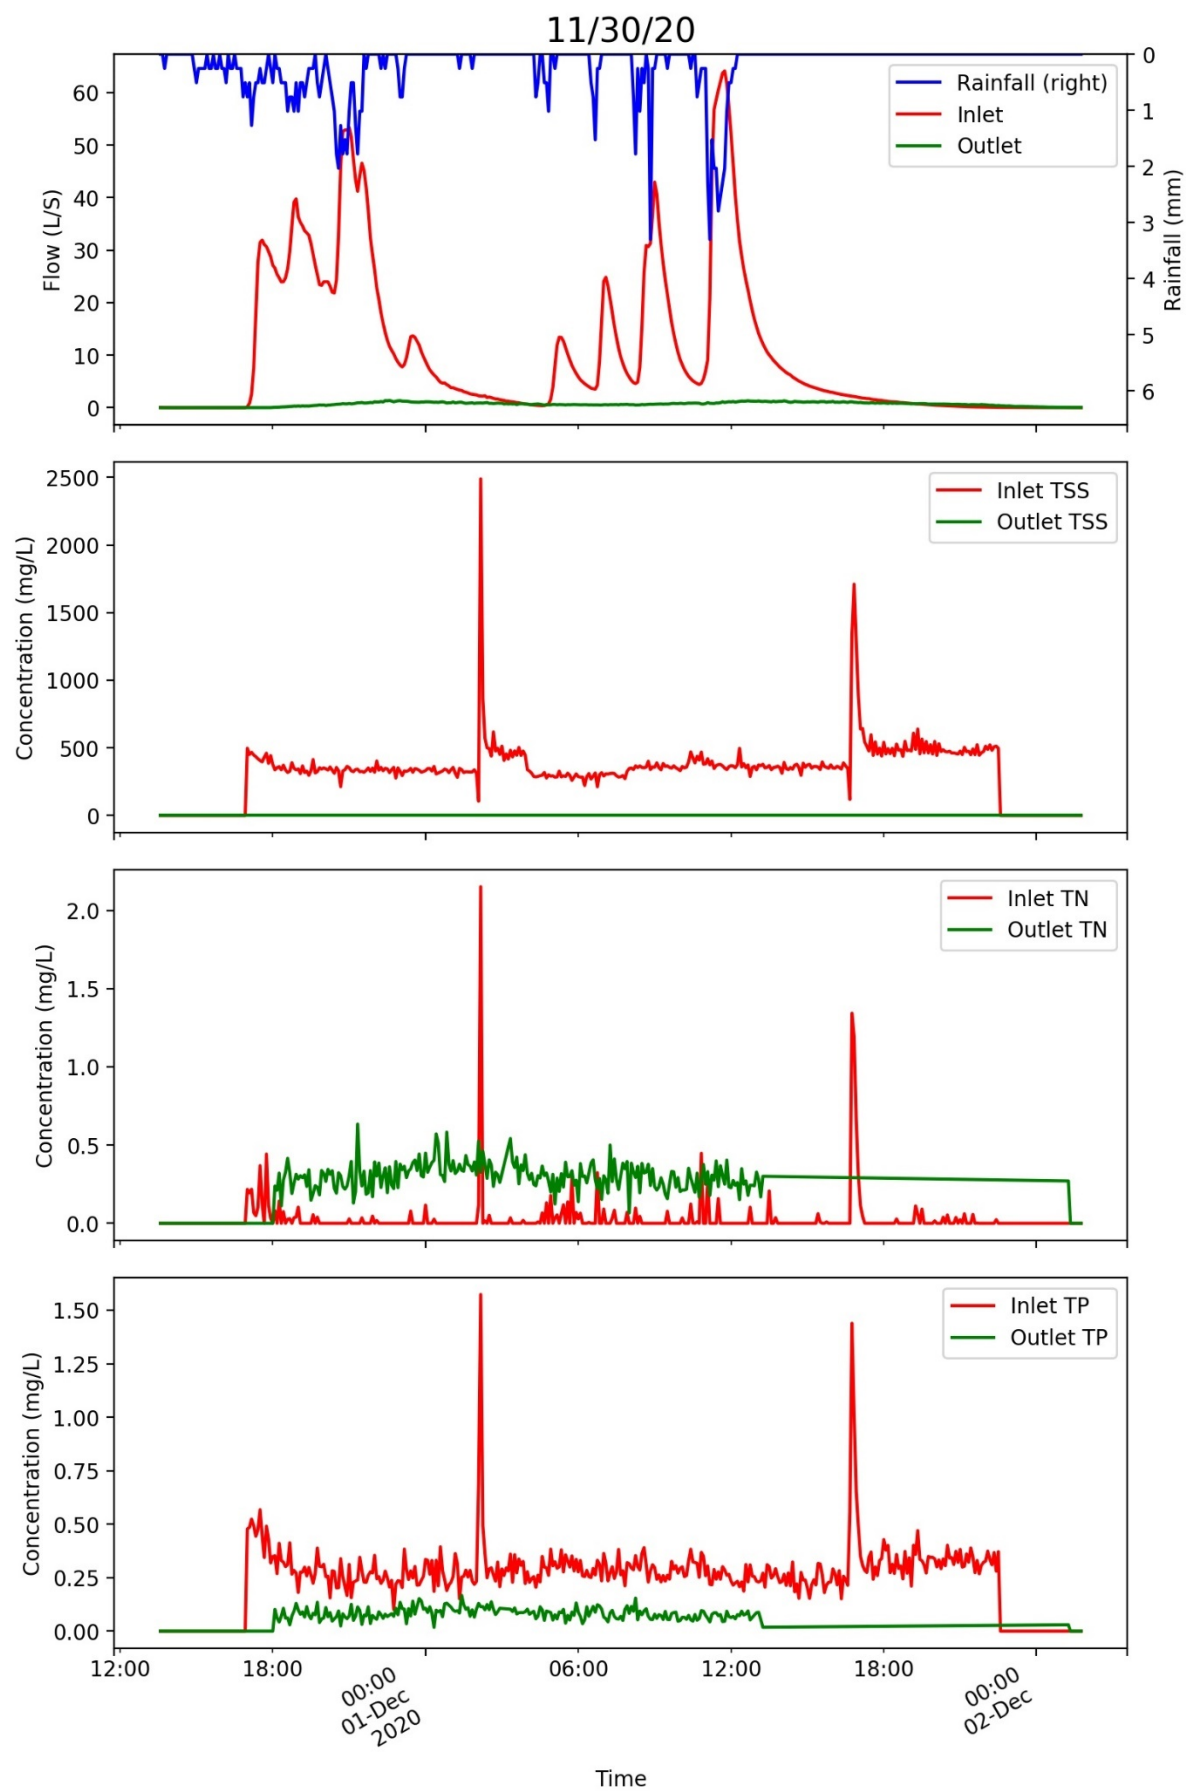 11/30/20
Flow (L/S)
60
50
40
30
20
10
0
0
1
2
3
4
5
6
Rainfall (mm)
Rainfall (right)
Inlet
Outlet
Concentration (mg/L)
2500
2000
1500
1000
500
0
Inlet TSS
Outlet TSS
Concentration (mg/L)
2.0
1.5
1.0
0.5
0.0
Inlet TN
Outlet TN
Concentration (mg/L)
1.50
1.25
1.00
0.75
0.50
0.25
0.00
Inlet TP
Outlet TP
12:00
18:00
00:00
01-Dec
2020
06:00
12:00
18:00
00:00
02-Dec
Time